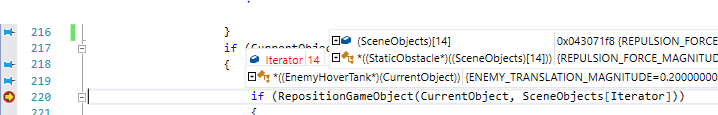 216 }
217 if (CurrentObje
(SceneObjects)[14] 0x043071f8 {REPULSION_FORCE
*((StaticObstacle*)((SceneObjects)[14])) {REPULSION_FORCE_MAGNITUD
218 {
Iterator 14
219
*((EnemyHoverTank*)(CurrentObject)) {ENEMY_TRANSLATION_MAGNITUDE=0.20000000
220 if (RepositionGameObject(CurrentObject, SceneObjects[Iterator]))
221 {